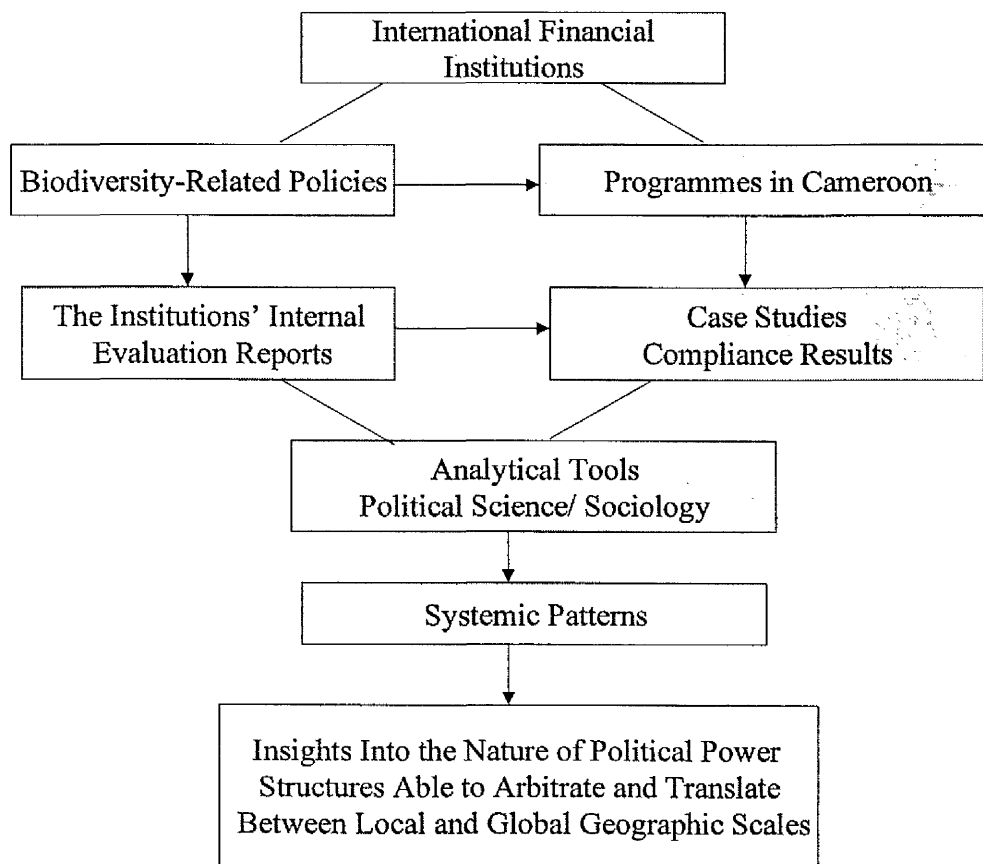 International Financial
Institutions
Biodiversity-Related Policies
Programmes in Cameroon
The Institutions' Internal
Evaluation Reports
Case Studies
Compliance Results
Analytical Tools
Political Science/ Sociology
Systemic Patterns
Insights Into the Nature of Political Power
Structures Able to Arbitrate and Translate
Between Local and Global Geographic Scales